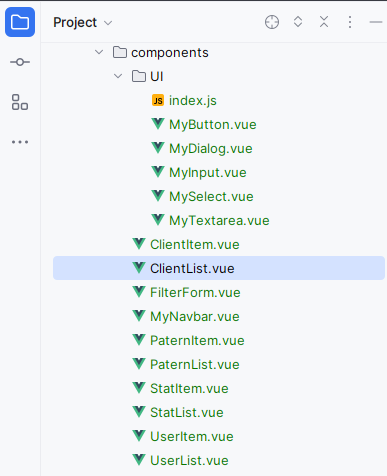 Project
components
UI
JS index.js
MyButton.vue
MyDialog.vue
MyInput.vue
MySelect.vue
MyTextarea.vue
ClientItem.vue
ClientList.vue
FilterForm.vue
MyNavbar.vue
PaternItem.vue
PaternList.vue
StatItem.vue
StatList.vue
UserItem.vue
UserList.vue